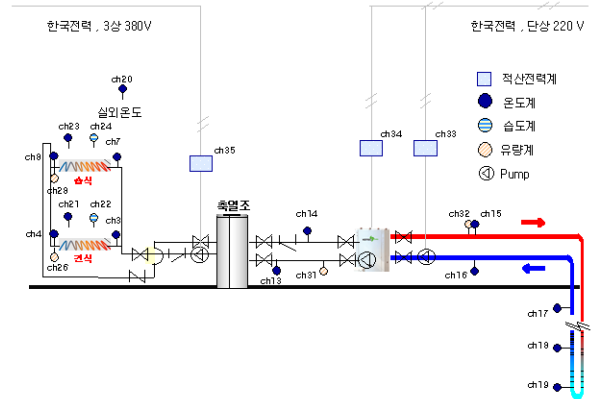 한국전력 , 3상 380V
한국전력 , 단상 220 V
ch20
실외온도
적산전력계
온도계
습도계
유량계
Pump
ch23
ch24
ch7
ch8
습식
ch28
ch35
ch34
ch33
ch21
ch22
ch4
ch3
건식
ch26
축열조
ch14
ch13
ch31
ch32
ch15
ch16
ch17
ch18
ch19